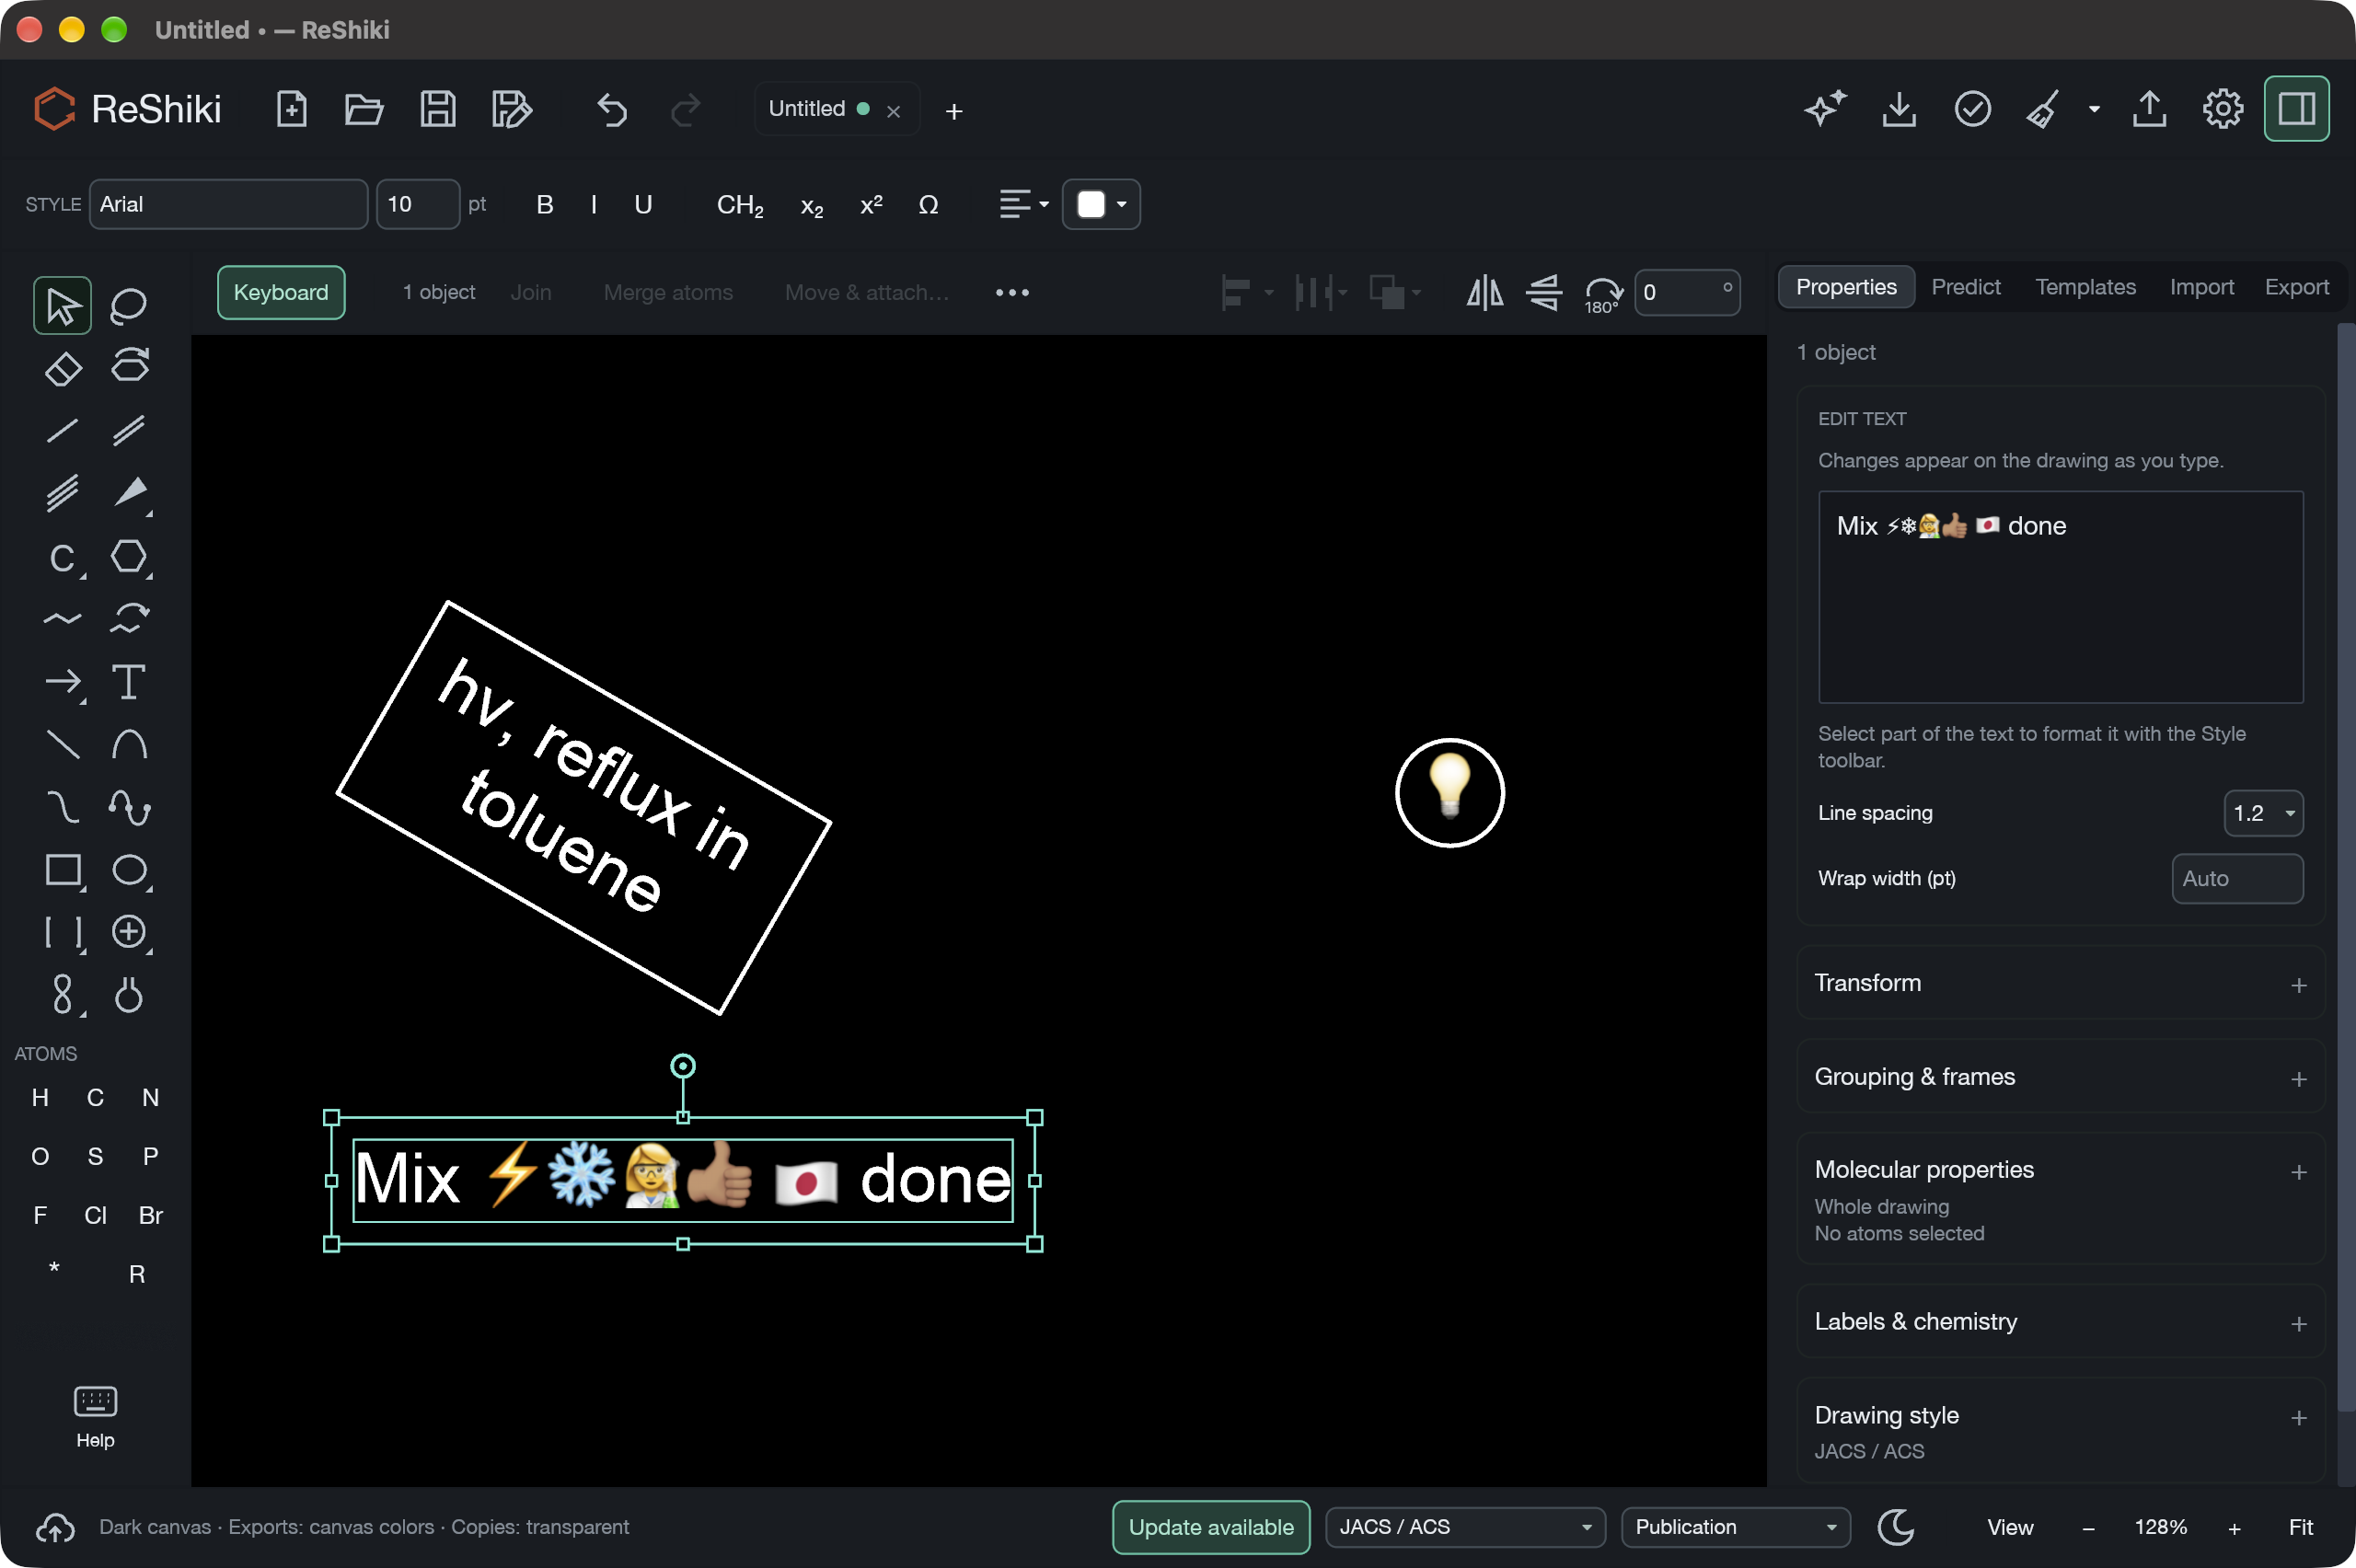 Untitled • — ReShiki
ReShiki
Untitled
STYLE Arial 10 pt B I U CH₂ x₂ x² Ω
Keyboard 1 object Join Merge atoms Move & attach… ••• 180° 0 °
Properties Predict Templates Import Export
1 object
EDIT TEXT
Changes appear on the drawing as you type.
Mix ⚡❄👩‍🔬👍🏽 🇯🇵 done
Select part of the text to format it with the Style
toolbar.
Line spacing 1.2
Wrap width (pt) Auto
Transform +
Grouping & frames +
Molecular properties +
Whole drawing
No atoms selected
Labels & chemistry +
Drawing style +
JACS / ACS
C
T
ATOMS
H C N
O S P
F Cl Br
* R
Help
hv, reflux in
toluene
💡
Mix ⚡❄️👩‍🔬👍🏽 🇯🇵 done
Dark canvas · Exports: canvas colors · Copies: transparent
Update available JACS / ACS Publication View − 128% + Fit